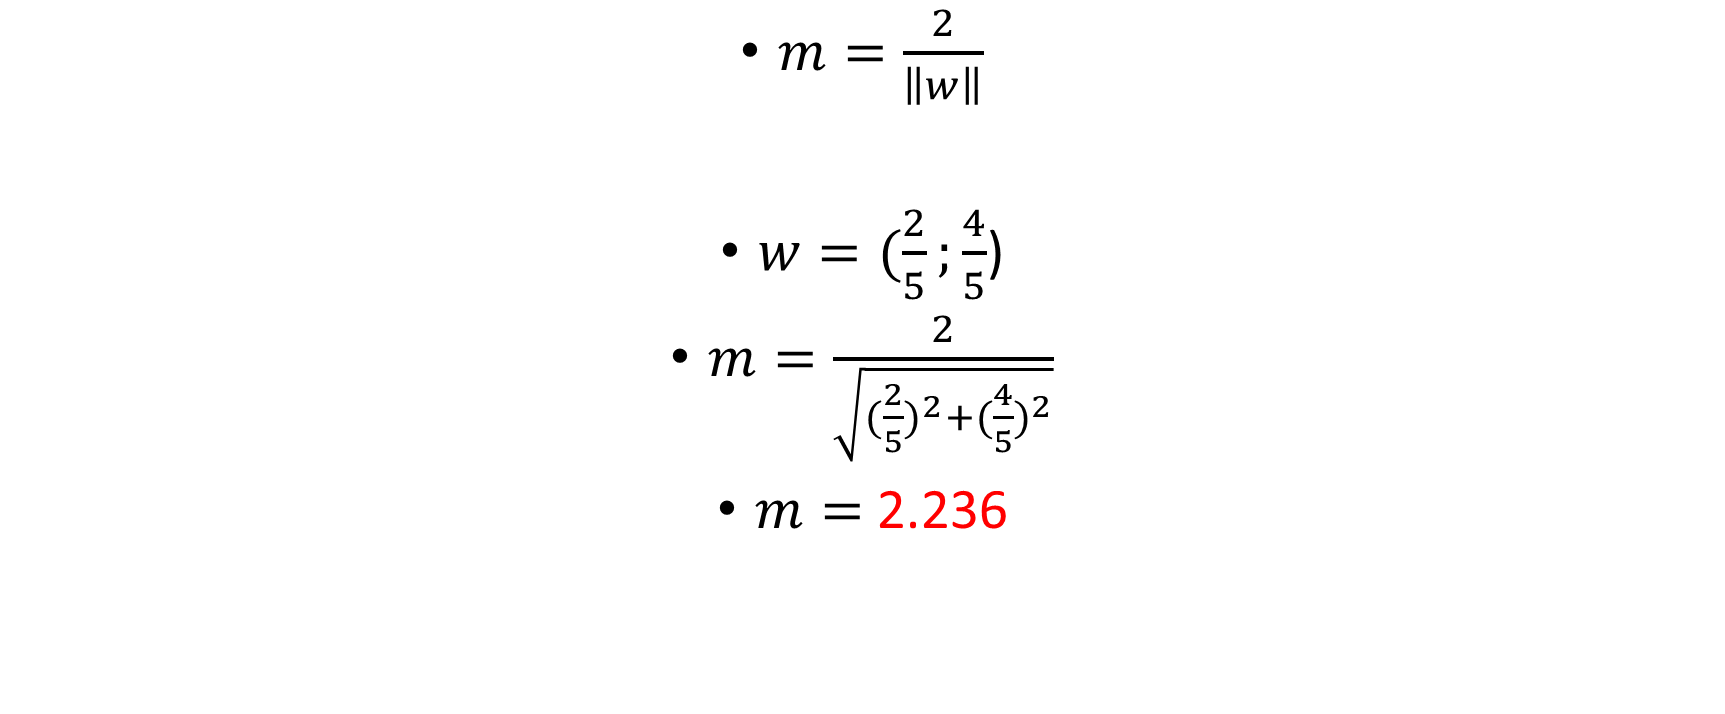 • m = 2/‖w‖
• w = (2/5 ; 4/5)
• m = 2/√((2/5)²+(4/5)²)
• m = 2.236